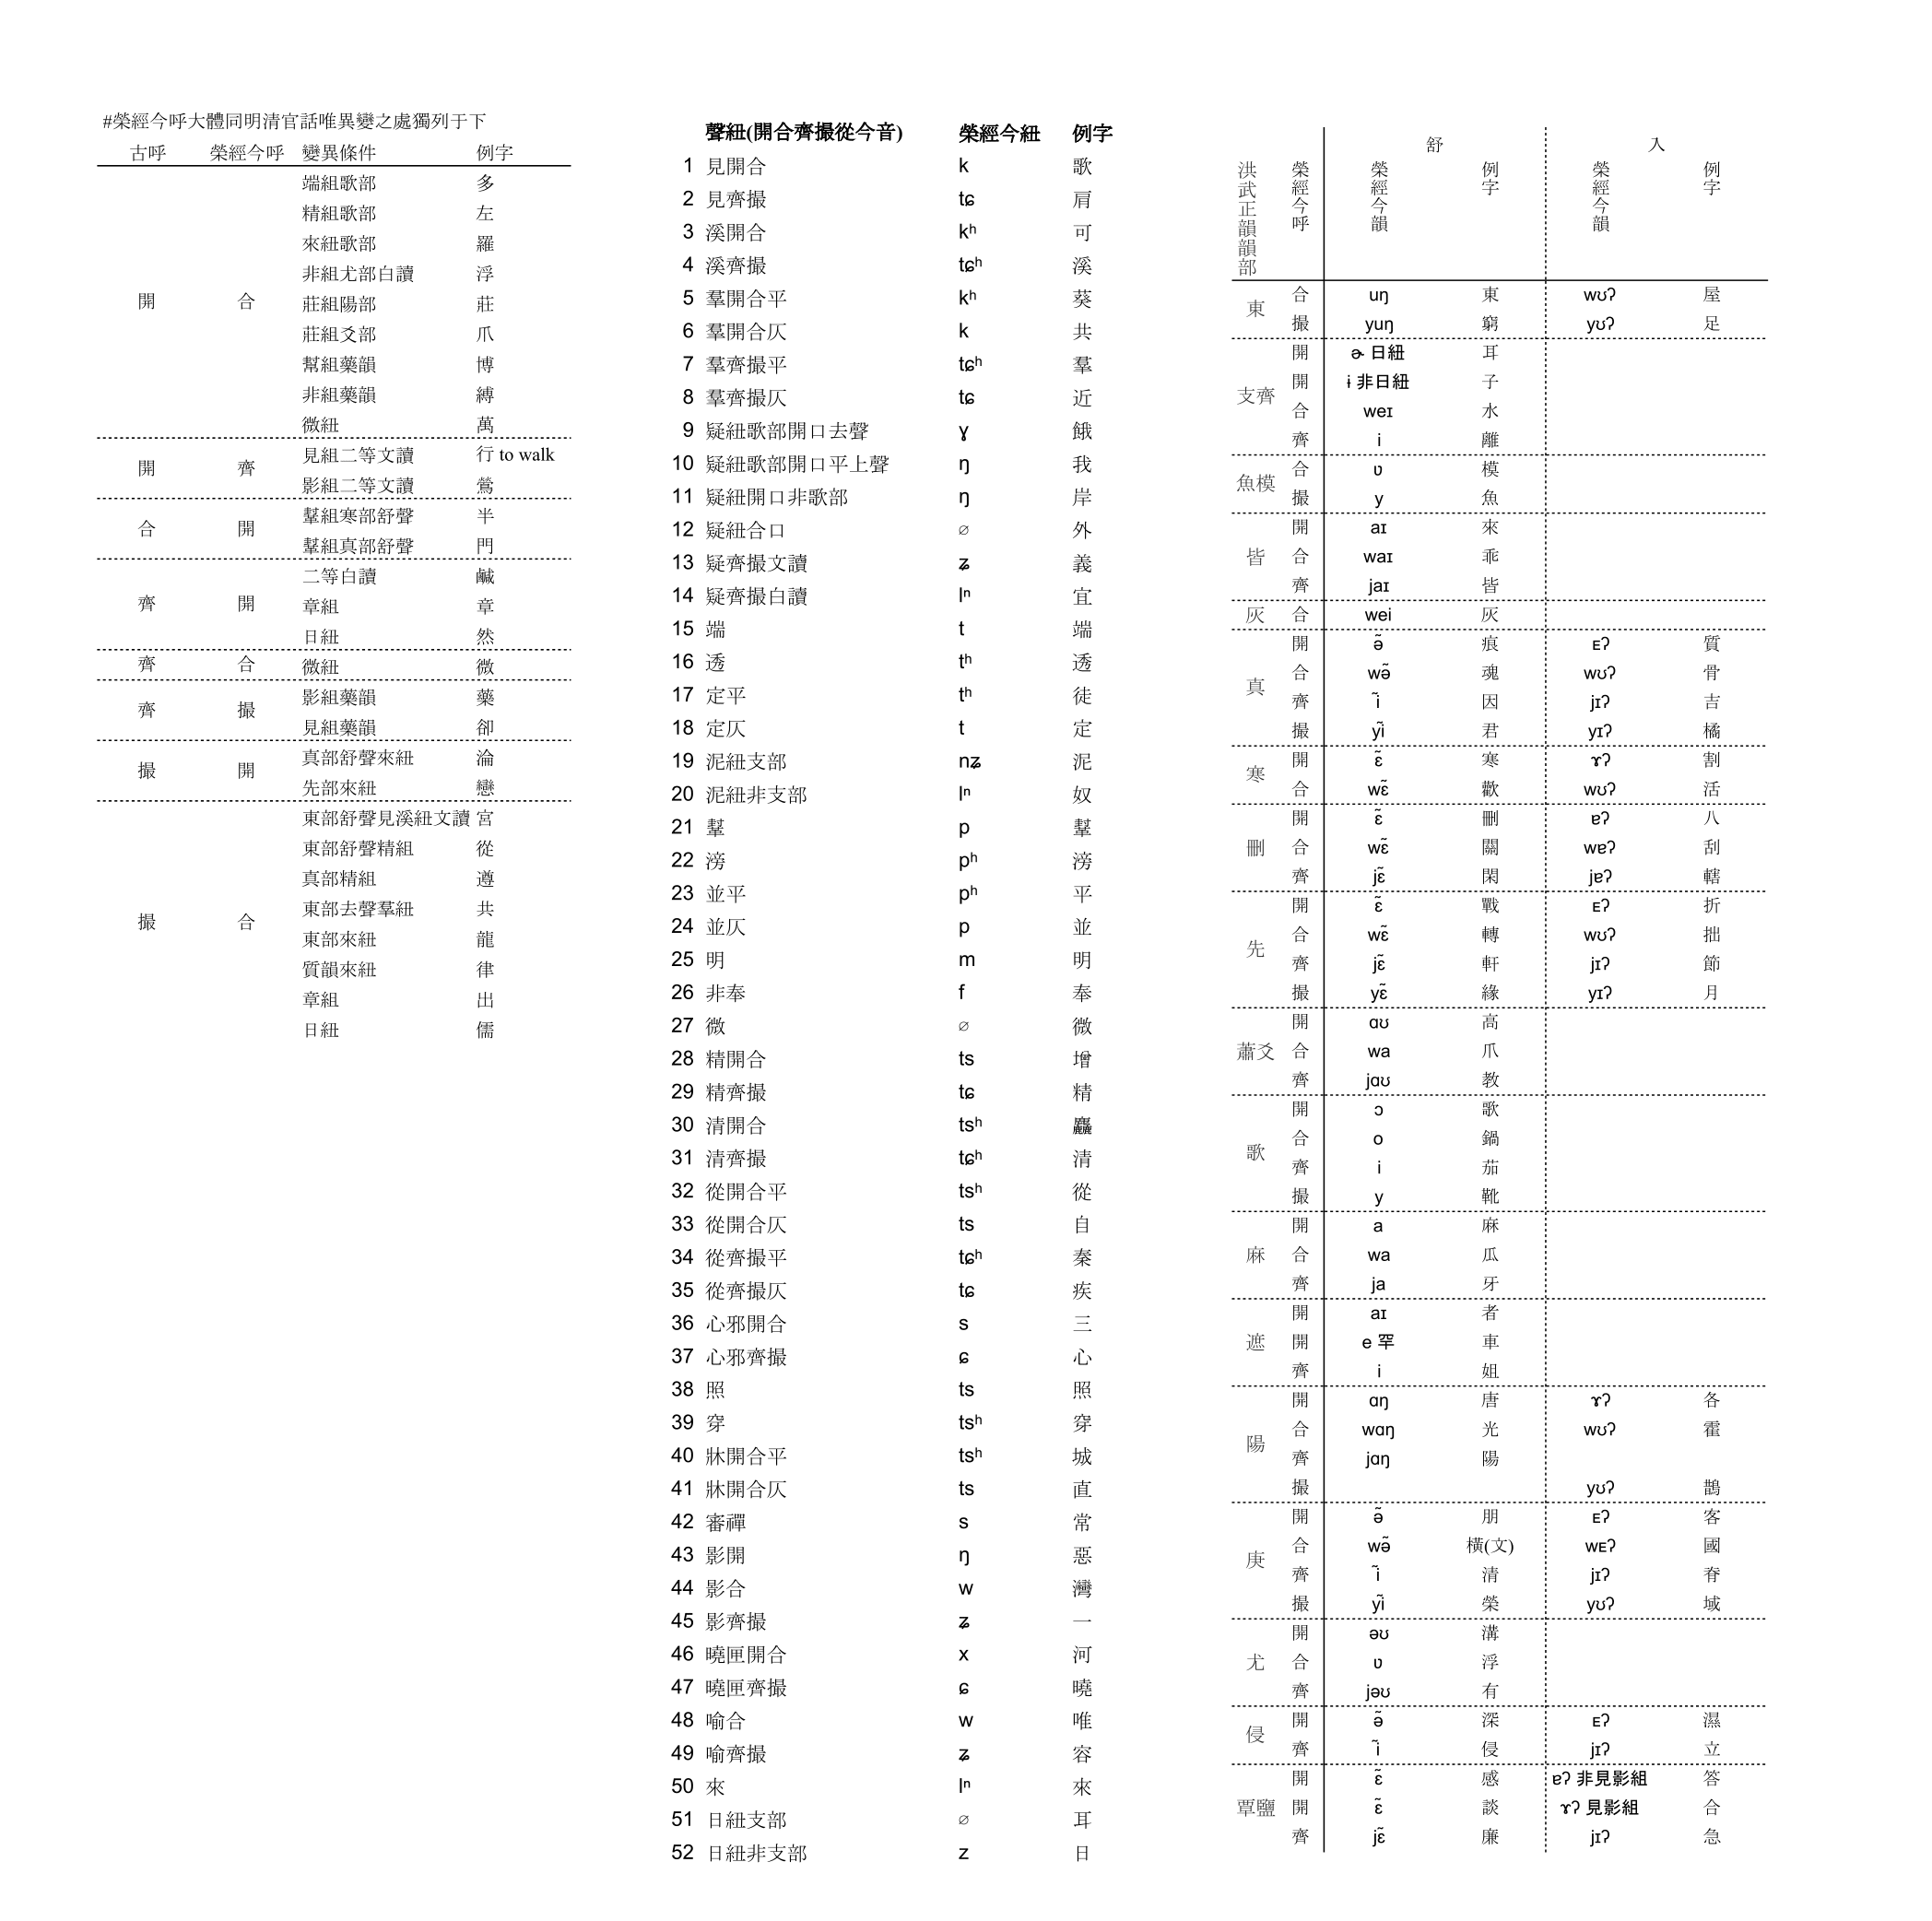 #榮經今呼大體同明清官話唯異變之處獨列于下
古呼 榮經今呼 變異條件 例字
開 合 端組歌部 多
精組歌部 左
來紐歌部 羅
非組尤部白讀 浮
莊組陽部 莊
莊組爻部 爪
幫組藥韻 博
非組藥韻 縛
微紐 萬
開 齊 見組二等文讀 行 to walk
影組二等文讀 鶯
合 開 幫組寒部舒聲 半
幫組真部舒聲 門
齊 開 二等白讀 鹹
章組 章
日紐 然
齊 合 微紐 微
齊 撮 影組藥韻 藥
見組藥韻 卻
撮 開 真部舒聲來紐 淪
先部來紐 戀
撮 合 東部舒聲見溪紐文讀 宮
東部舒聲精組 從
真部精組 遵
東部去聲羣紐 共
東部來紐 龍
質韻來紐 律
章組 出
日紐 儒
聲紐(開合齊撮從今音) 榮經今紐 例字
1 見開合 k 歌
2 見齊撮 tɕ 肩
3 溪開合 kʰ 可
4 溪齊撮 tɕʰ 溪
5 羣開合平 kʰ 葵
6 羣開合仄 k 共
7 羣齊撮平 tɕʰ 羣
8 羣齊撮仄 tɕ 近
9 疑紐歌部開口去聲 ɣ 餓
10 疑紐歌部開口平上聲 ŋ 我
11 疑紐開口非歌部 ŋ 岸
12 疑紐合口 ∅ 外
13 疑齊撮文讀 ʑ 義
14 疑齊撮白讀 lⁿ 宜
15 端 t 端
16 透 tʰ 透
17 定平 tʰ 徒
18 定仄 t 定
19 泥紐支部 nʑ 泥
20 泥紐非支部 lⁿ 奴
21 幫 p 幫
22 滂 pʰ 滂
23 並平 pʰ 平
24 並仄 p 並
25 明 m 明
26 非奉 f 奉
27 微 ∅ 微
28 精開合 ts 增
29 精齊撮 tɕ 精
30 清開合 tsʰ 麤
31 清齊撮 tɕʰ 清
32 從開合平 tsʰ 從
33 從開合仄 ts 自
34 從齊撮平 tɕʰ 秦
35 從齊撮仄 tɕ 疾
36 心邪開合 s 三
37 心邪齊撮 ɕ 心
38 照 ts 照
39 穿 tsʰ 穿
40 牀開合平 tsʰ 城
41 牀開合仄 ts 直
42 審禪 s 常
43 影開 ŋ 惡
44 影合 w 灣
45 影齊撮 ʑ 一
46 曉匣開合 x 河
47 曉匣齊撮 ɕ 曉
48 喻合 w 唯
49 喻齊撮 ʑ 容
50 來 lⁿ 來
51 日紐支部 ∅ 耳
52 日紐非支部 z 日
舒 入
洪武正韻韻部 榮經今呼 榮經今韻 例字 榮經今韻 例字
東 合 uŋ 東 wʊʔ 屋
撮 yuŋ 窮 yʊʔ 足
支齊 開 ɚ 日紐 耳
開 ɨ 非日紐 子
合 weɪ 水
齊 i 離
魚模 合 ʋ 模
撮 y 魚
皆 開 aɪ 來
合 waɪ 乖
齊 jaɪ 皆
灰 合 wei 灰
真 開 ə̃ 痕 ᴇʔ 質
合 wə̃ 魂 wʊʔ 骨
齊 ĩ 因 jɪʔ 吉
撮 yĩ 君 yɪʔ 橘
寒 開 ɛ̃ 寒 ɤʔ 割
合 wɛ̃ 歡 wʊʔ 活
刪 開 ɛ̃ 刪 ɐʔ 八
合 wɛ̃ 關 wɐʔ 刮
齊 jɛ̃ 閑 jɐʔ 轄
先 開 ɛ̃ 戰 ᴇʔ 折
合 wɛ̃ 轉 wʊʔ 拙
齊 jɛ̃ 軒 jɪʔ 節
撮 yɛ̃ 緣 yɪʔ 月
蕭爻 開 ɑʊ 高
合 wa 爪
齊 jɑʊ 教
歌 開 ɔ 歌
合 o 鍋
齊 i 茄
撮 y 靴
麻 開 a 麻
合 wa 瓜
齊 ja 牙
遮 開 aɪ 者
開 e 罕 車
齊 i 姐
陽 開 ɑŋ 唐 ɤʔ 各
合 wɑŋ 光 wʊʔ 霍
齊 jɑŋ 陽
撮 yʊʔ 鵲
庚 開 ə̃ 朋 ᴇʔ 客
合 wə̃ 橫(文) wᴇʔ 國
齊 ĩ 清 jɪʔ 脊
撮 yĩ 榮 yʊʔ 域
尤 開 əʊ 溝
合 ʋ 浮
齊 jəʊ 有
侵 開 ə̃ 深 ᴇʔ 濕
齊 ĩ 侵 jɪʔ 立
覃鹽 開 ɛ̃ 感 ɐʔ 非見影組 答
開 ɛ̃ 談 ɤʔ 見影組 合
齊 jɛ̃ 廉 jɪʔ 急